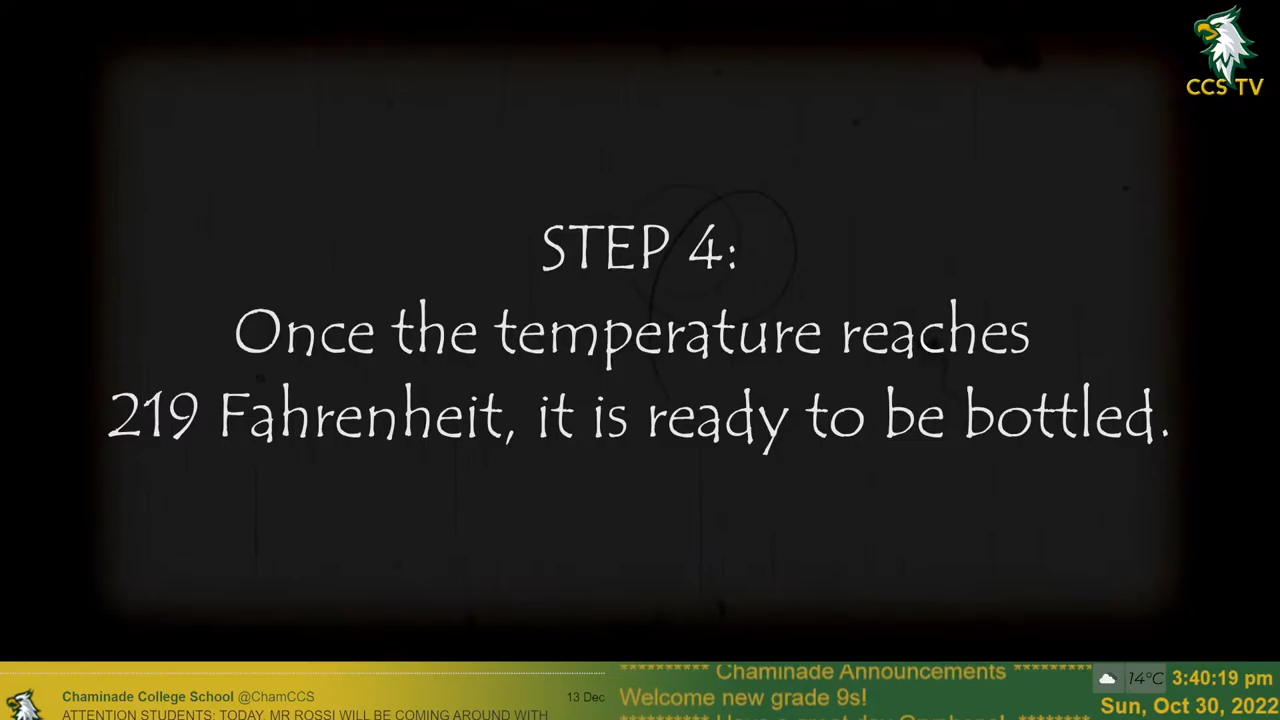 CCS TV
STEP 4:
Once the temperature reaches
219 Fahrenheit, it is ready to be bottled.
********** Chaminade Announcements ********
Welcome new grade 9s!
14°C
3:40:19 pm
Sun, Oct 30, 2022
Chaminade College School @ChamCCS
13 Dec
ATTENTION STUDENTS: TODAY, MR ROSSI WILL BE COMING AROUND WITH